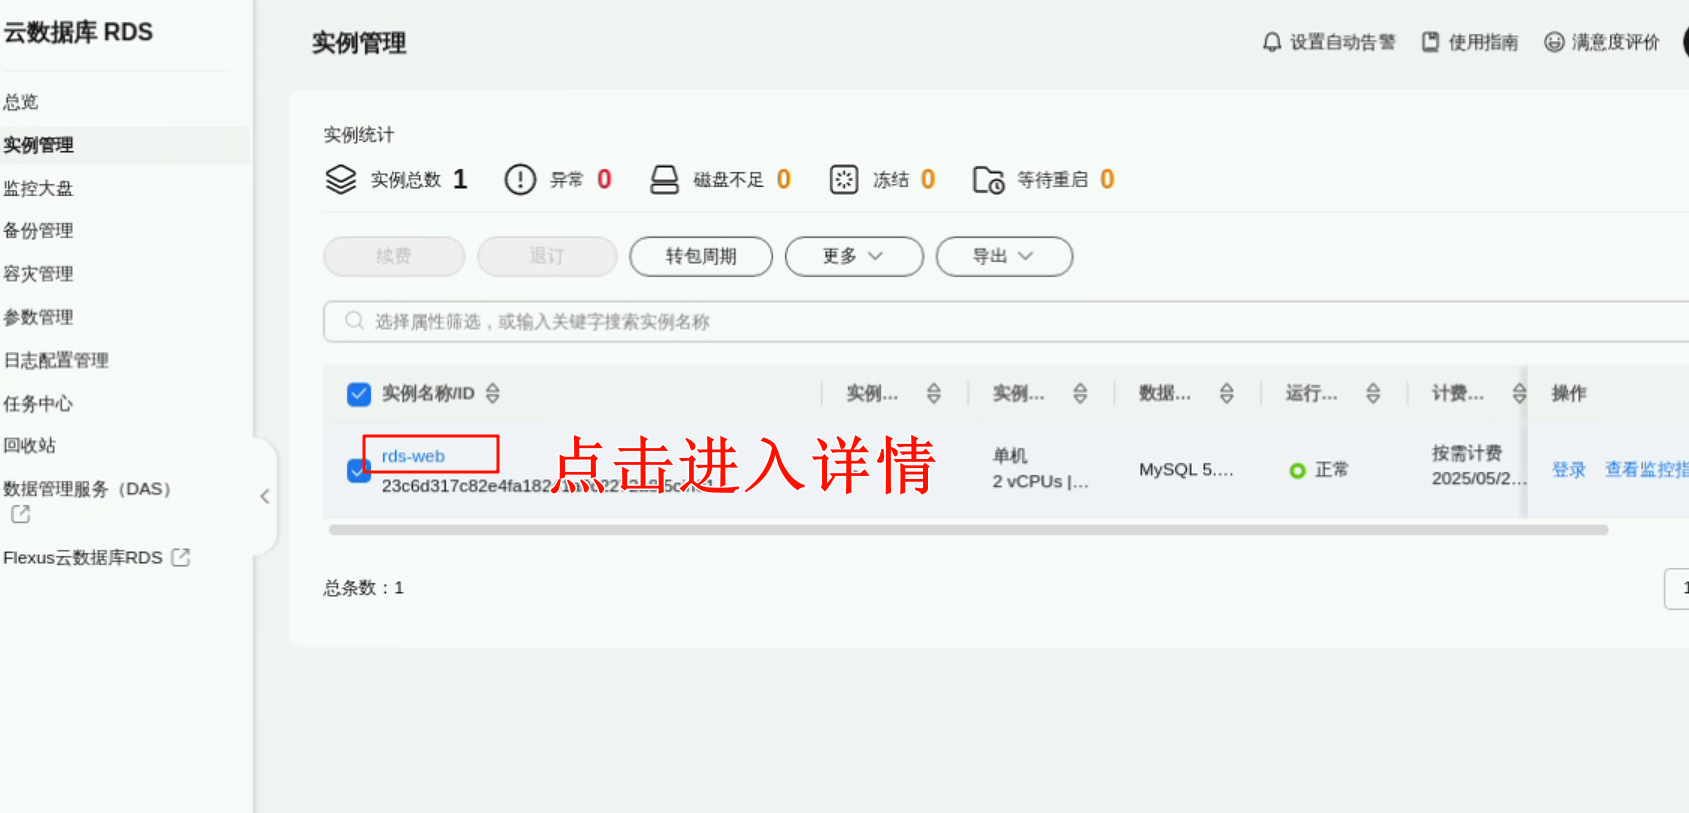 云数据库 RDS
总览
实例管理
监控大盘
备份管理
容灾管理
参数管理
日志配置管理
任务中心
回收站
数据管理服务（DAS）
Flexus云数据库RDS
实例管理
设置自动告警 使用指南 满意度评价
实例统计
实例总数 1 异常 0 磁盘不足 0 冻结 0 等待重启 0
续费 退订 转包周期 更多 导出
选择属性筛选，或输入关键字搜索实例名称
实例名称/ID 实例... 实例... 数据... 运行... 计费... 操作
rds-web
23c6d317c82e4fa182
点击进入详情
单机
2 vCPUs |...
MySQL 5....
正常
按需计费
2025/05/2...
登录 查看监控指
总条数：1
1